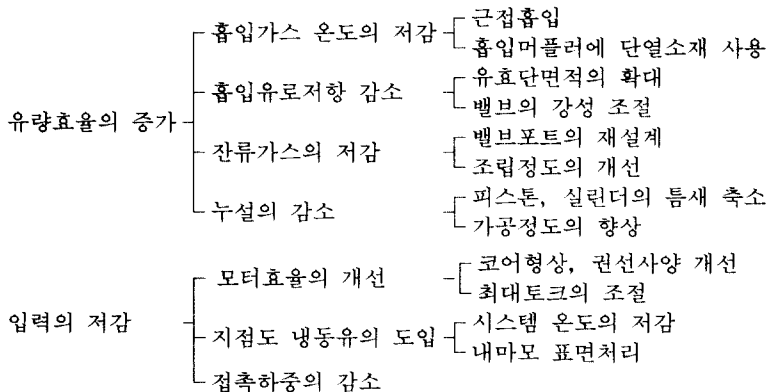 근접흡입
흡입가스 온도의 저감
흡입머플러에 단열소재 사용
유효단면적의 확대
흡입유로저항 감소
밸브의 강성 조절
유량효율의 증가
밸브포트의 재설계
잔류가스의 저감
조립정도의 개선
피스톤, 실린더의 틈새 축소
누설의 감소
가공정도의 향상
코어형상, 권선사양 개선
모터효율의 개선
최대토크의 조절
입력의 저감
시스템 온도의 저감
지점도 냉동유의 도입
내마모 표면처리
접촉하중의 감소